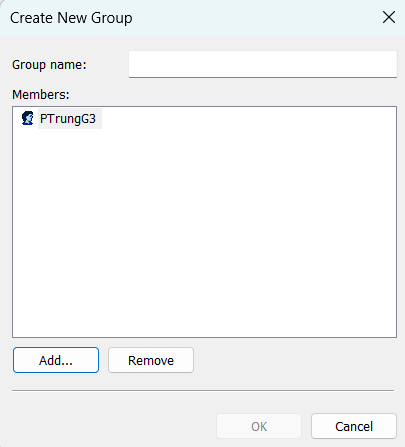 Create New Group
Group name:
Members:
PTrungG3
Add...
Remove
OK
Cancel